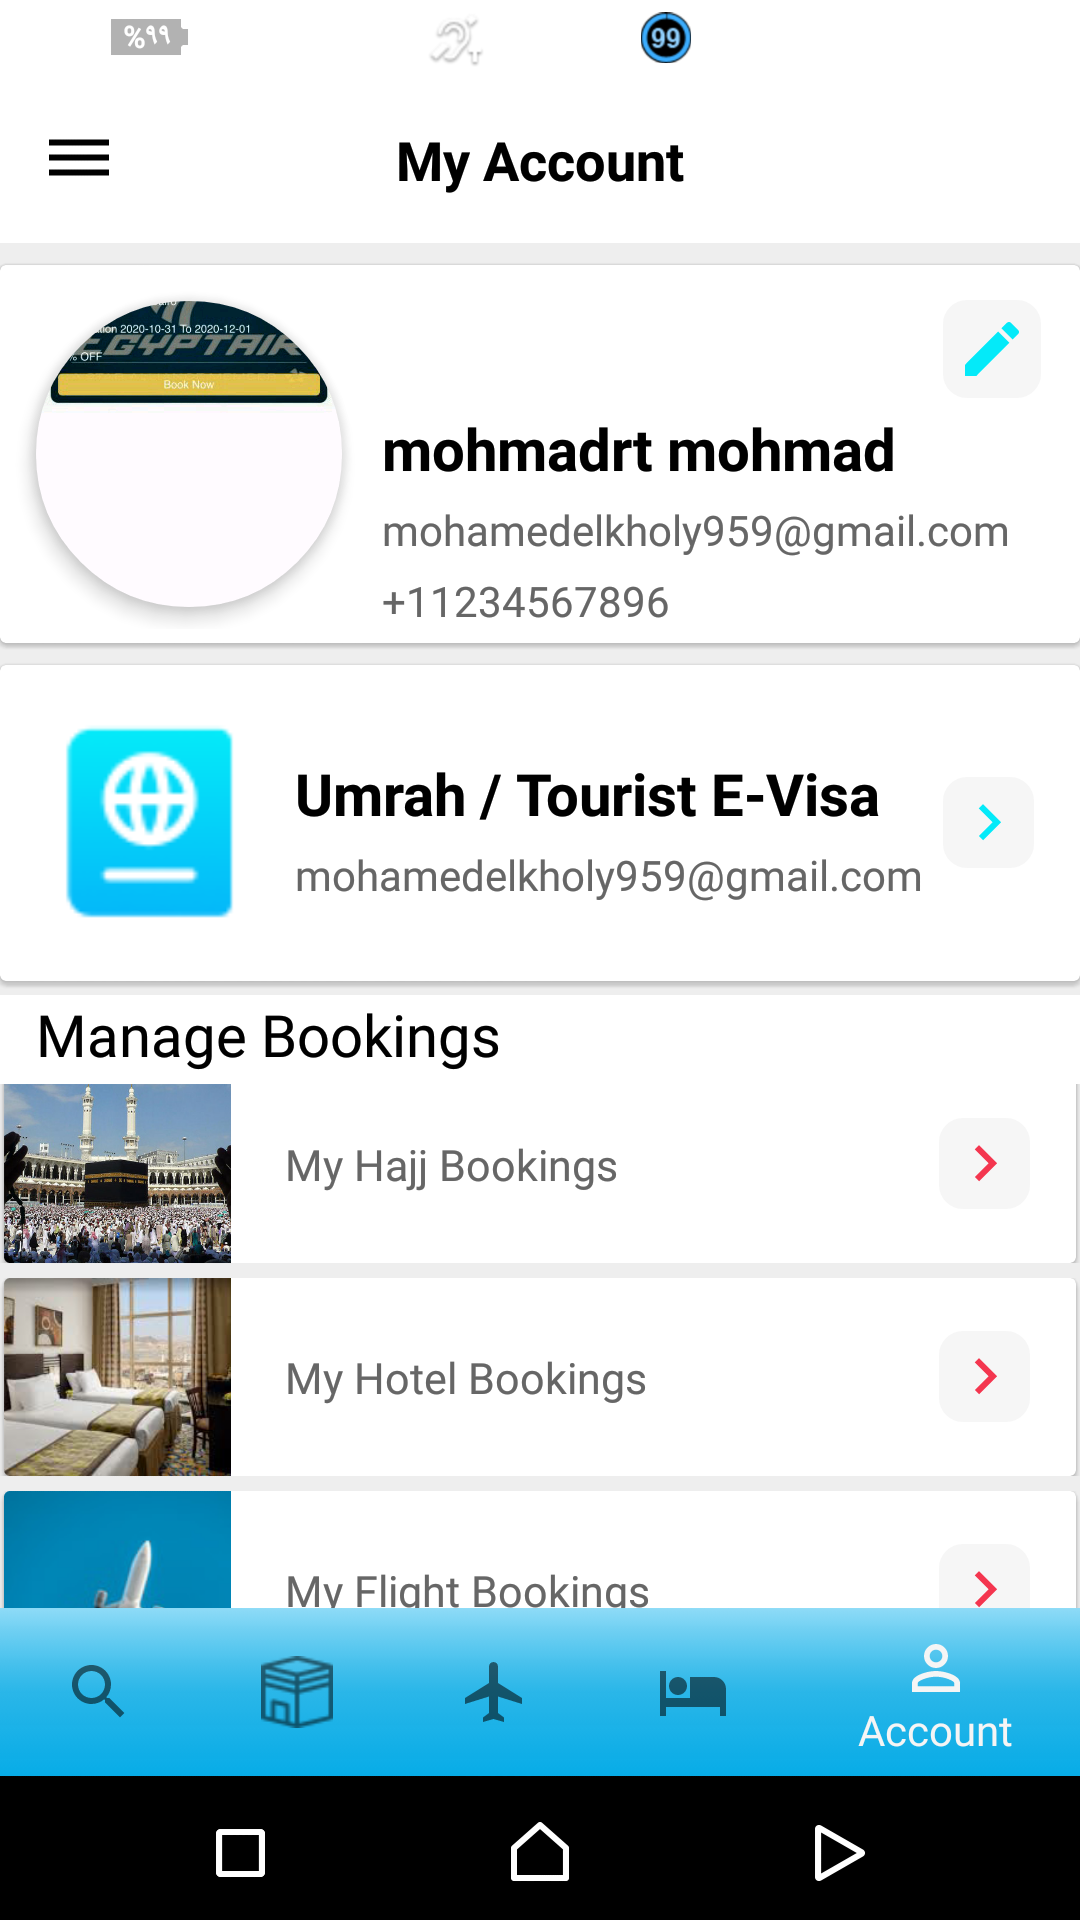 %٩٩
T
99
My Account
2020-10-31 To 2020-12-01
EGYPTAIR
% OFF
Book Now
mohmadrt mohmad
mohamedelkholy959@gmail.com
+11234567896
Umrah / Tourist E-Visa
mohamedelkholy959@gmail.com
Manage Bookings
My Hajj Bookings
My Hotel Bookings
My Flight Bookings
Account